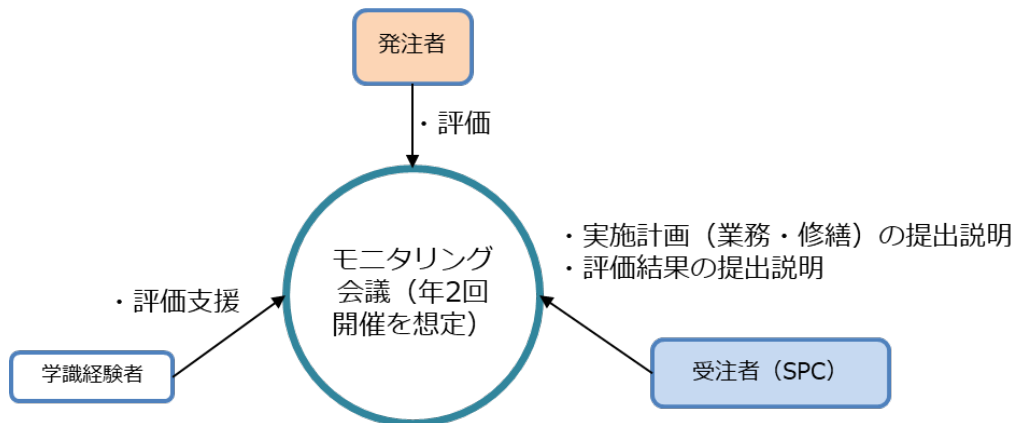 発注者
・評価
・実施計画（業務・修繕）の提出説明
・評価結果の提出説明
モニタリング
会議（年2回
開催を想定）
・評価支援
学識経験者
受注者（SPC）